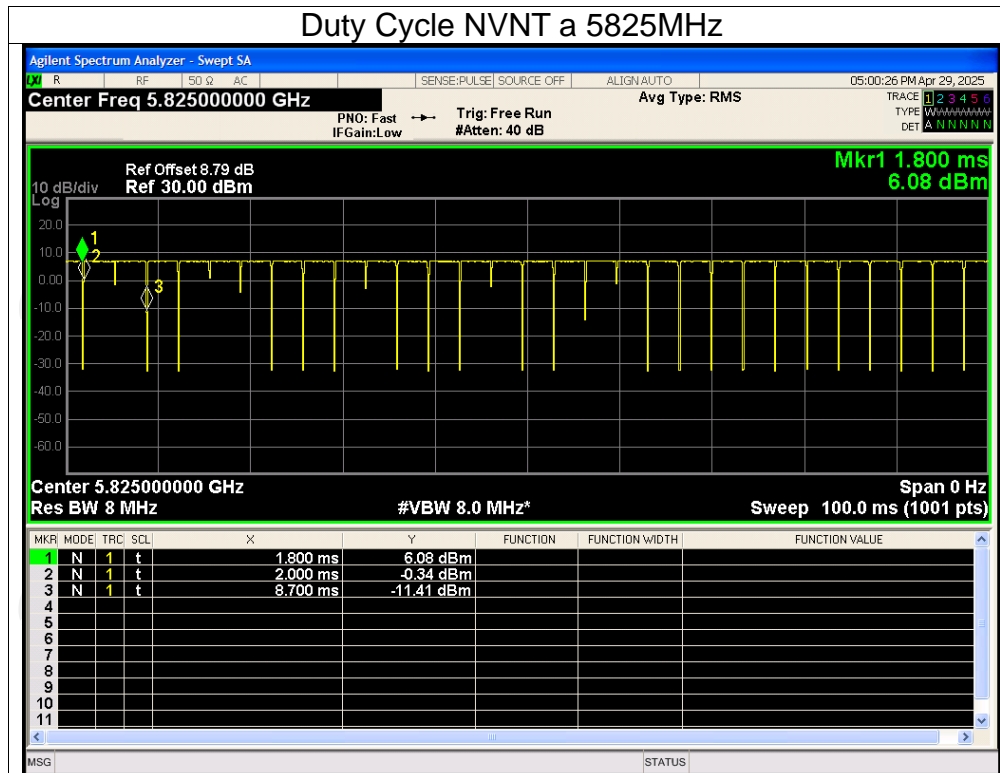 Duty Cycle NVNT a 5825MHz
Agilent Spectrum Analyzer - Swept SA
LXI R RF 50 Ω AC SENSE:PULSE SOURCE OFF ALIGN AUTO 05:00:26 PM Apr 29, 2025
Center Freq 5.825000000 GHz Avg Type: RMS TRACE 1 2 3 4 5 6
PNO: Fast Trig: Free Run TYPE WWWWWW
IFGain:Low #Atten: 40 dB DET A N N N N N
Mkr1 1.800 ms
Ref Offset 8.79 dB
10 dB/div Ref 30.00 dBm 6.08 dBm
Log
20.0
1
10.0
2
0.00
3
-10.0
-20.0
-30.0
-40.0
-50.0
-60.0
Center 5.825000000 GHz Span 0 Hz
Res BW 8 MHz #VBW 8.0 MHz* Sweep 100.0 ms (1001 pts)
MKR MODE TRC SCL X Y FUNCTION FUNCTION WIDTH FUNCTION VALUE
1 N 1 t 1.800 ms 6.08 dBm
2 N 1 t 2.000 ms -0.34 dBm
3 N 1 t 8.700 ms -11.41 dBm
4
5
6
7
8
9
10
11
MSG STATUS